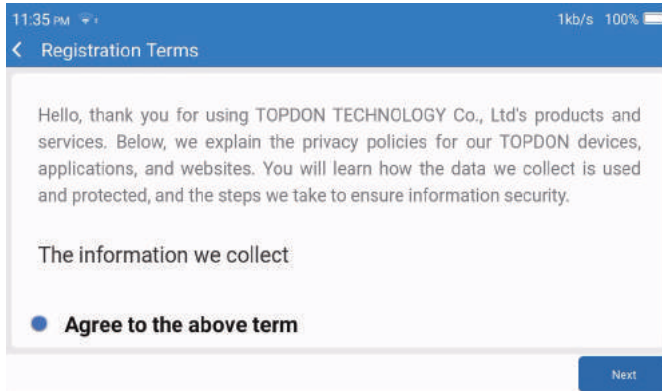 11:35 PM
1kb/s 100%
Registration Terms
Hello, thank you for using TOPDON TECHNOLOGY Co., Ltd's products and
services. Below, we explain the privacy policies for our TOPDON devices,
applications, and websites. You will learn how the data we collect is used
and protected, and the steps we take to ensure information security.
The information we collect
Agree to the above term
Next